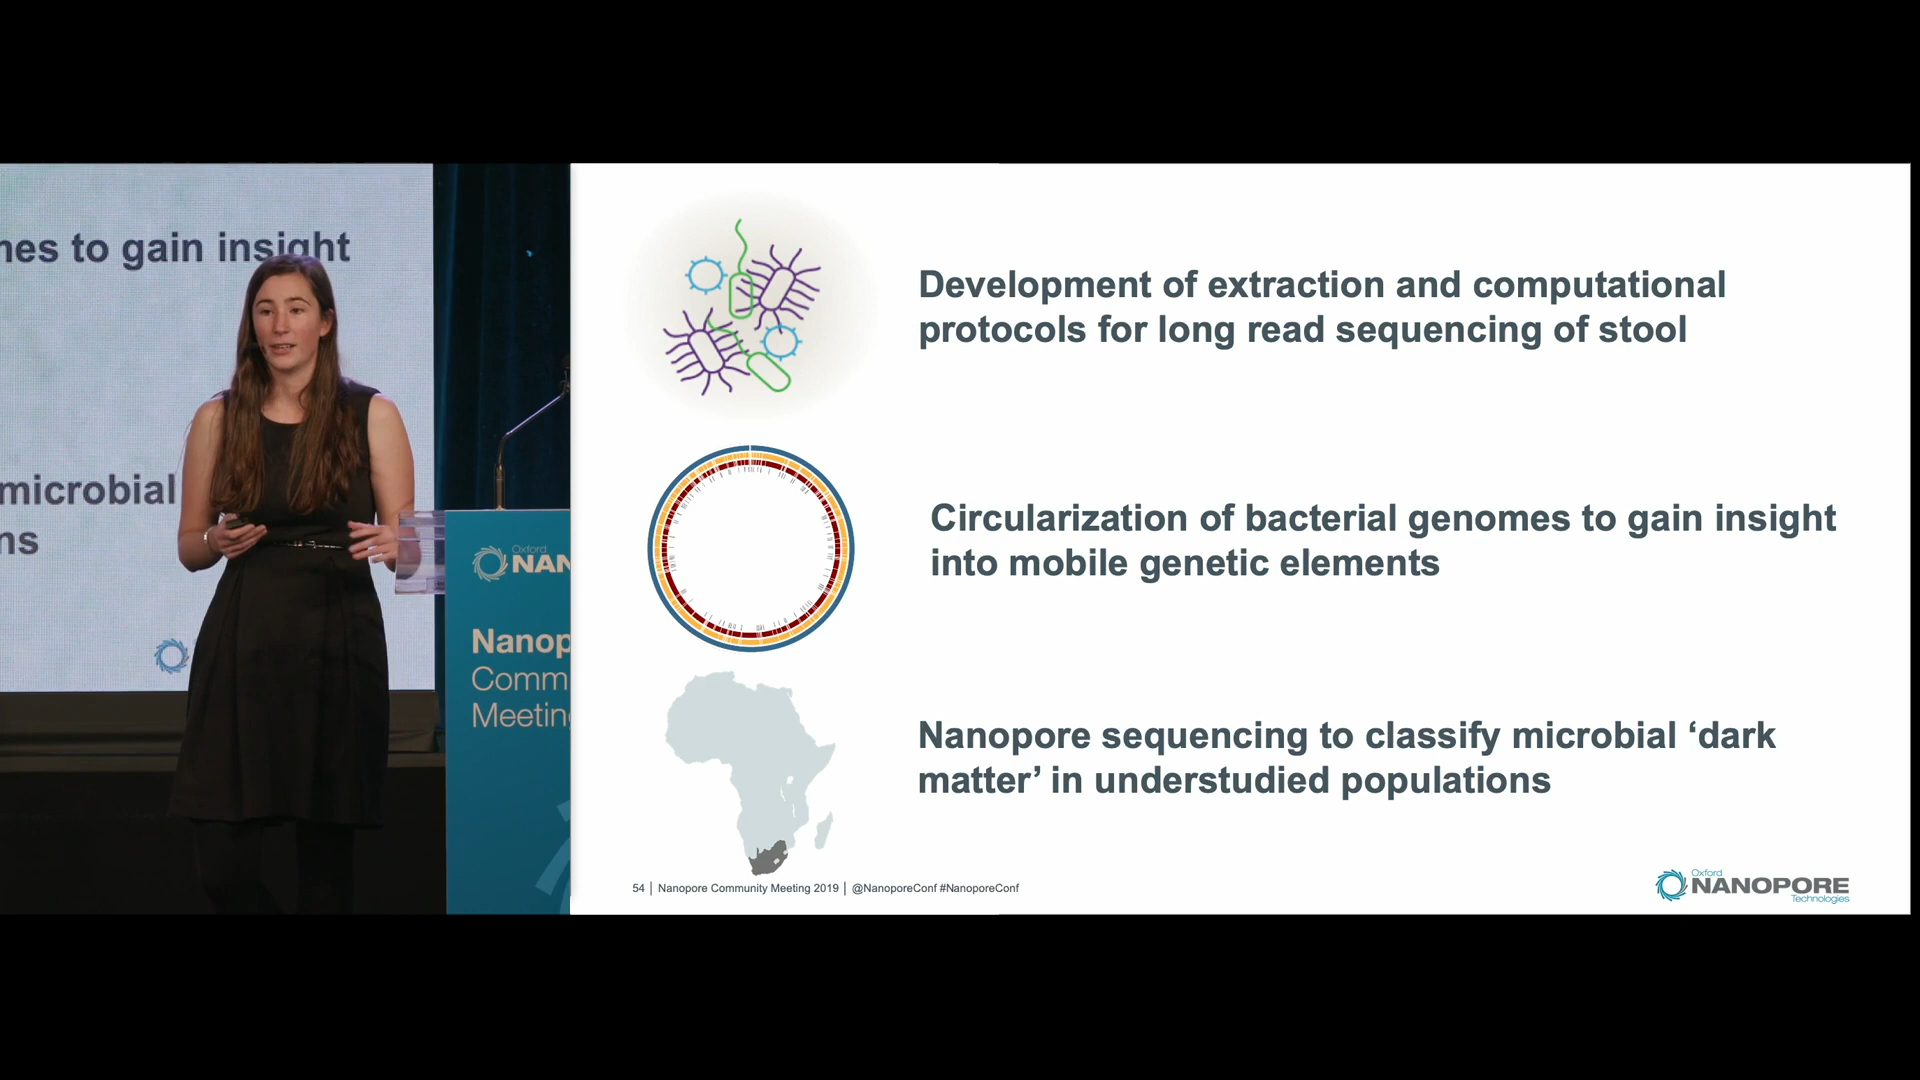 nes to gain insight
microbial
ns
Oxford
NAN
Nanop
Comm
Meetin
Development of extraction and computational
protocols for long read sequencing of stool
Circularization of bacterial genomes to gain insight
into mobile genetic elements
Nanopore sequencing to classify microbial ‘dark
matter’ in understudied populations
54 | Nanopore Community Meeting 2019 | @NanoporeConf #NanoporeConf
Oxford
NANOPORE
Technologies